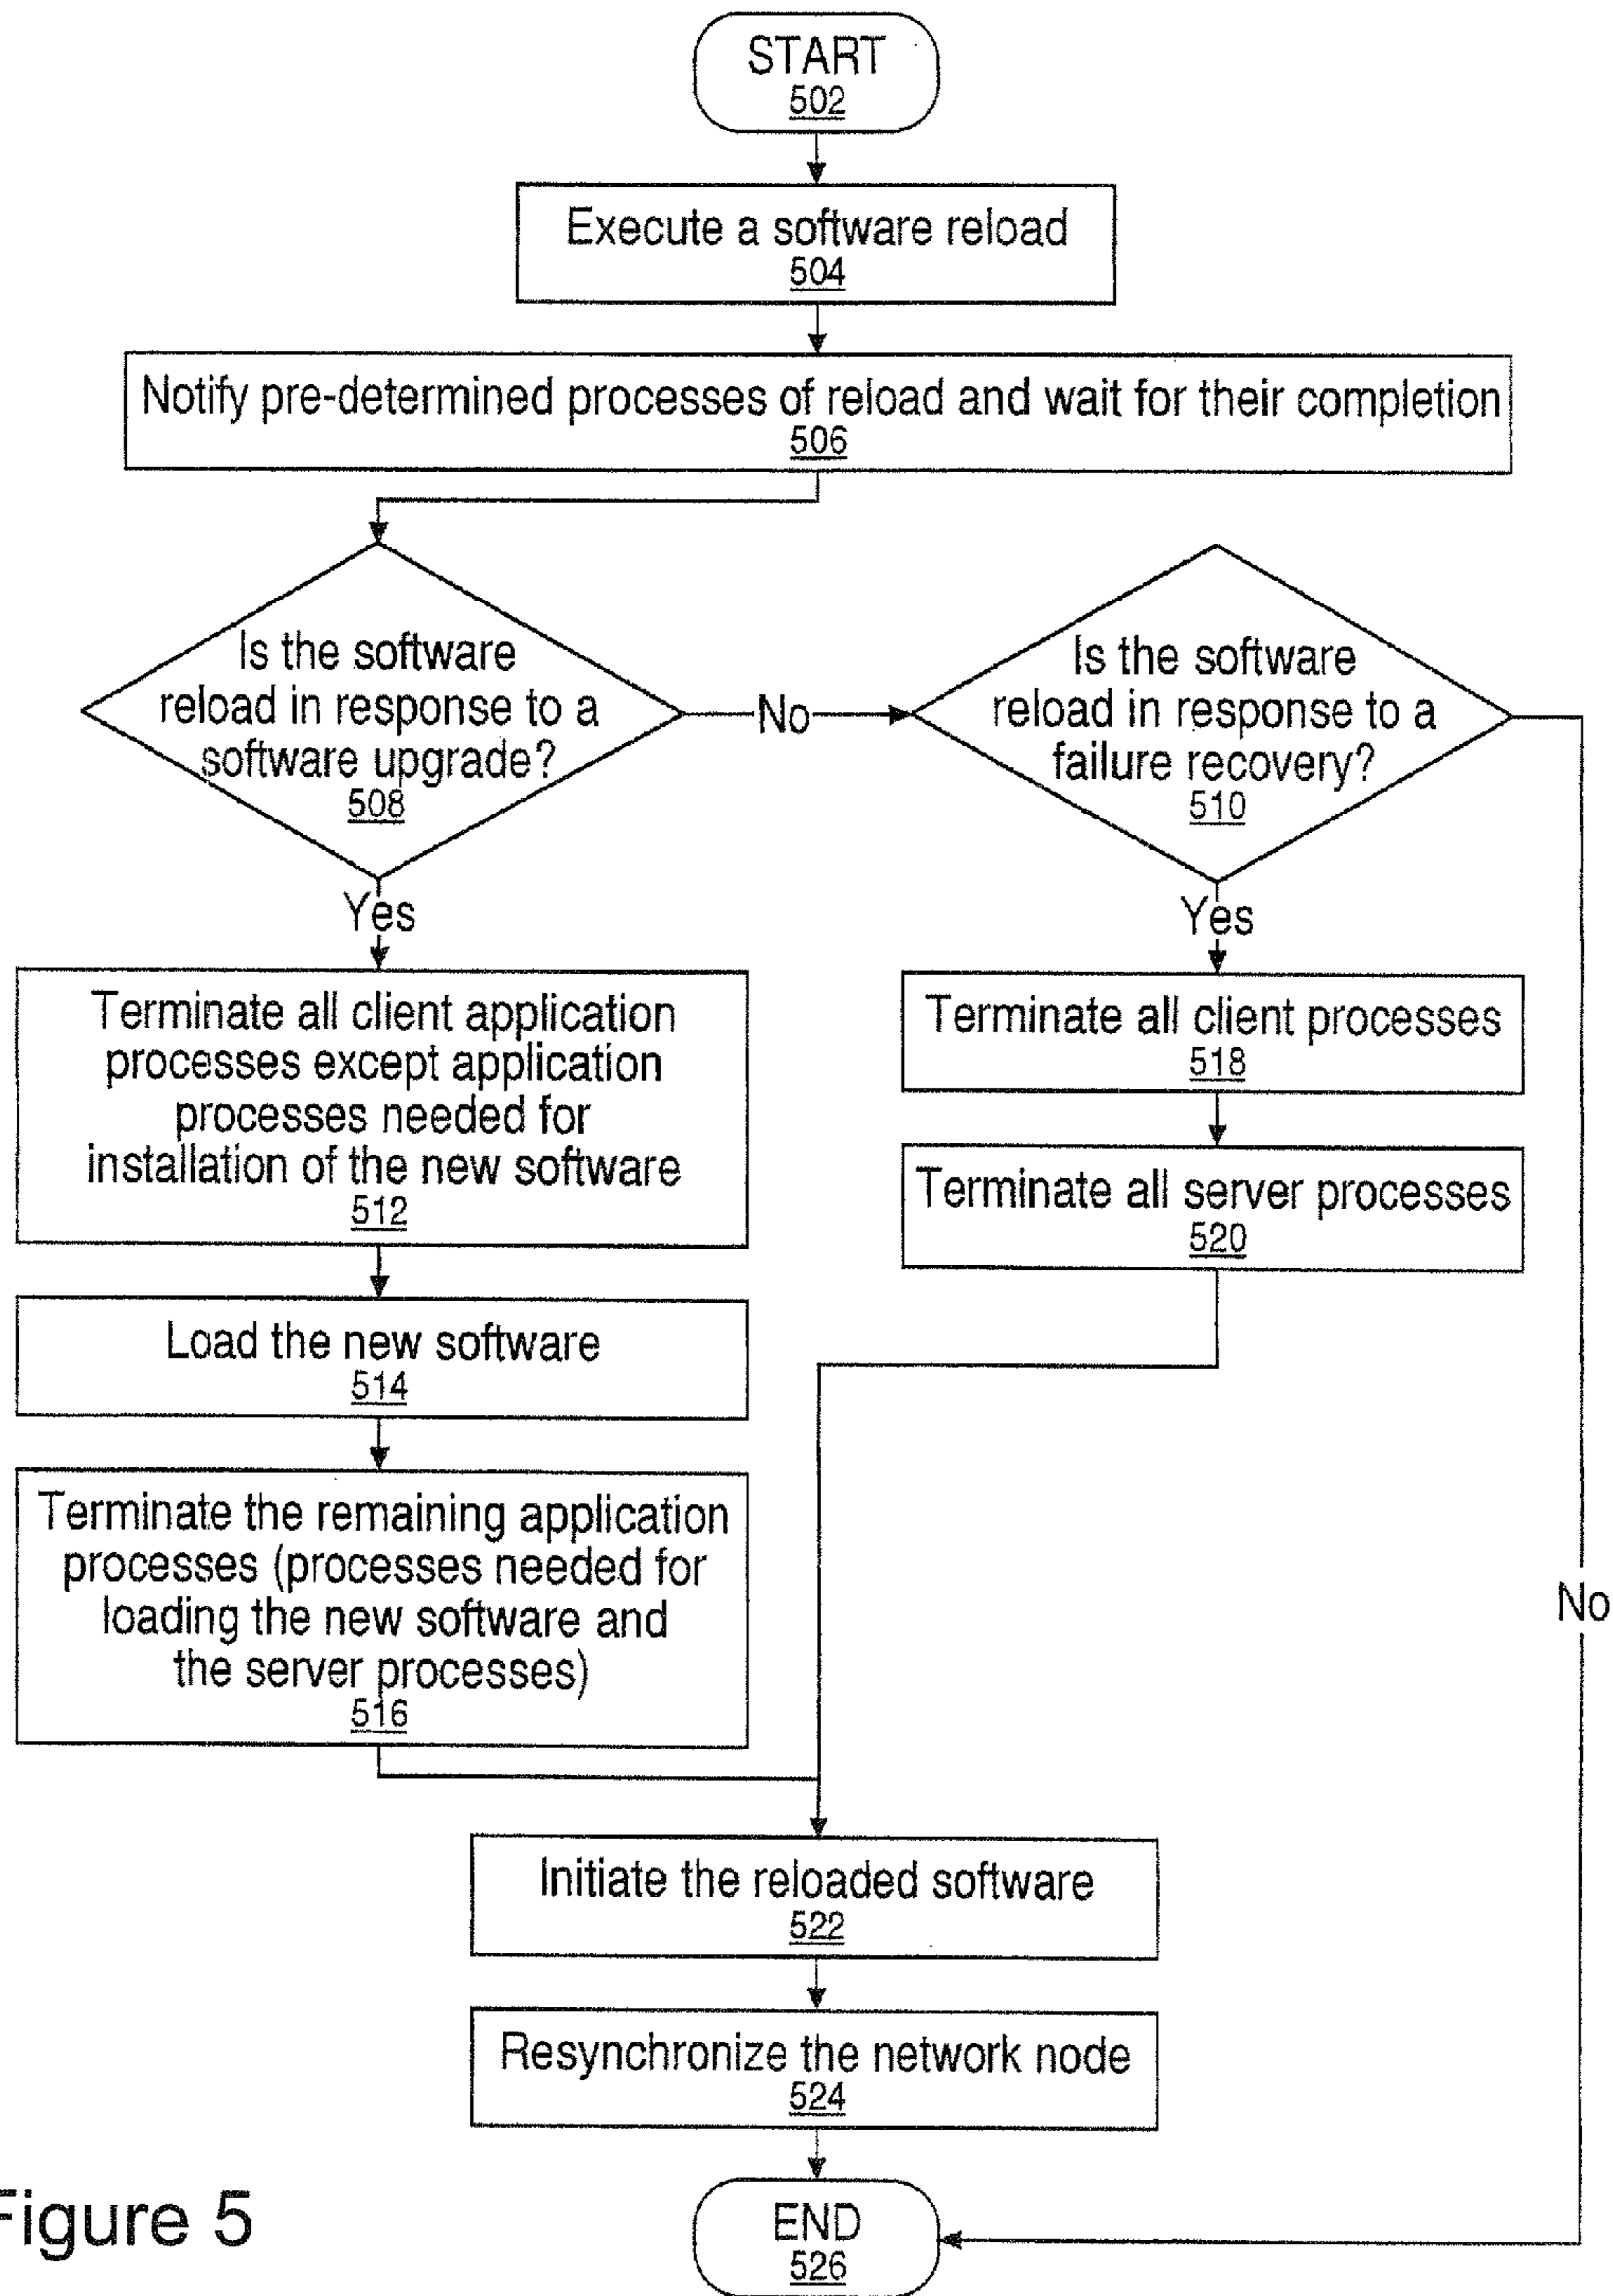 START
502
Execute a software reload
504
Notify pre-determined processes of reload and wait for their completion
506
Is the software
reload in response to a
software upgrade?
508
No
Is the software
reload in response to a
failure recovery?
510
Yes
Yes
Terminate all client application
processes except application
processes needed for
installation of the new software
512
Terminate all client processes
518
Terminate all server processes
520
Load the new software
514
Terminate the remaining application
processes (processes needed for
loading the new software and
the server processes)
516
No
Initiate the reloaded software
522
Resynchronize the network node
524
END
526
Figure 5